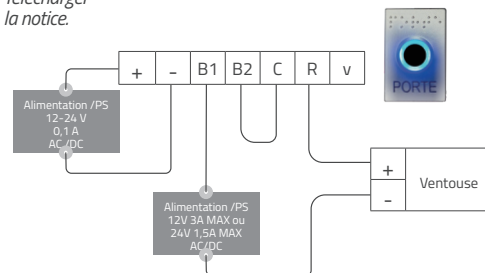 Télécharger
la notice.
+ - B1 B2 C R v
Alimentation /PS
12-24 V
0,1 A
AC/DC
PORTE
Alimentation /PS
12V 3A MAX ou
24V 1,5A MAX
AC/DC
+
-
Ventouse